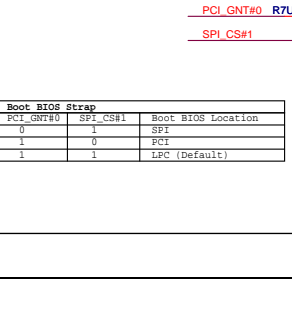 PCI_GNT#0 R7U
SPI_CS#1
Boot BIOS Strap
PCI_GNT#0 SPI_CS#1 Boot BIOS Location
0 1 SPI
1 0 PCI
1 1 LPC (Default)